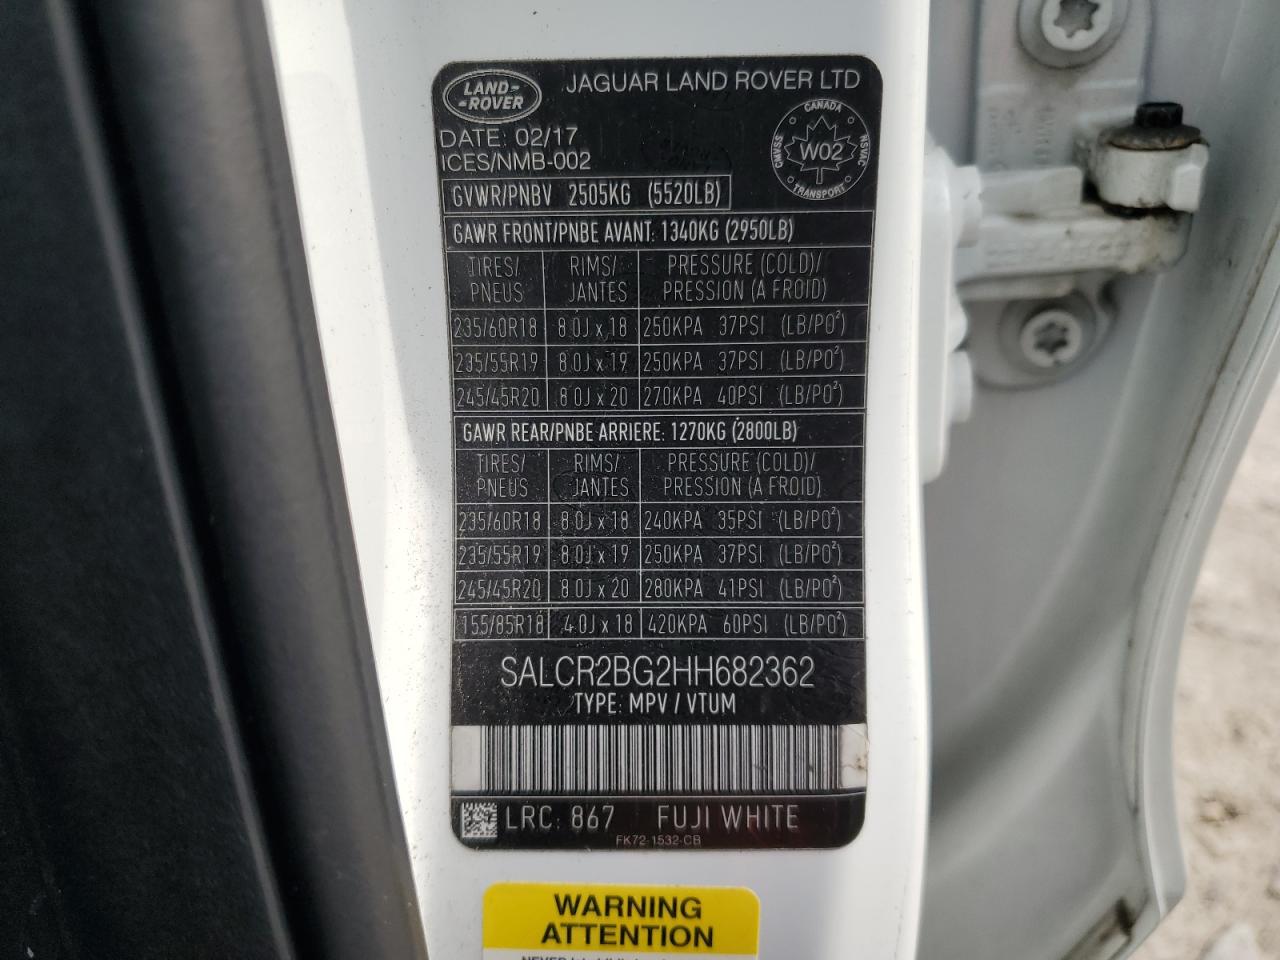 LAND-
-ROVER
JAGUAR LAND ROVER LTD
DATE: 02/17
ICES/NMB-002
CANADA
CMVSS
W02
NSVAC
TRANSPORT
GVWR/PNBV 2505KG (5520LB)
GAWR FRONT/PNBE AVANT: 1340KG (2950LB)
TIRES/ RIMS/ PRESSURE (COLD)/
PNEUS JANTES PRESSION (A FROID)
235/60R18 8.0J x 18 250KPA 37PSI (LB/PO²)
235/55R19 8.0J x 19 250KPA 37PSI (LB/PO²)
245/45R20 8.0J x 20 270KPA 40PSI (LB/PO²)
GAWR REAR/PNBE ARRIERE: 1270KG (2800LB)
TIRES/ RIMS/ PRESSURE (COLD)/
PNEUS JANTES PRESSION (A FROID)
235/60R18 8.0J x 18 240KPA 35PSI (LB/PO²)
235/55R19 8.0J x 19 250KPA 37PSI (LB/PO²)
245/45R20 8.0J x 20 280KPA 41PSI (LB/PO²)
155/85R18 4.0J x 18 420KPA 60PSI (LB/PO²)
SALCR2BG2HH682362
TYPE: MPV / VTUM
LRC: 867 FUJI WHITE
FK72-1532-CB
WARNING
ATTENTION